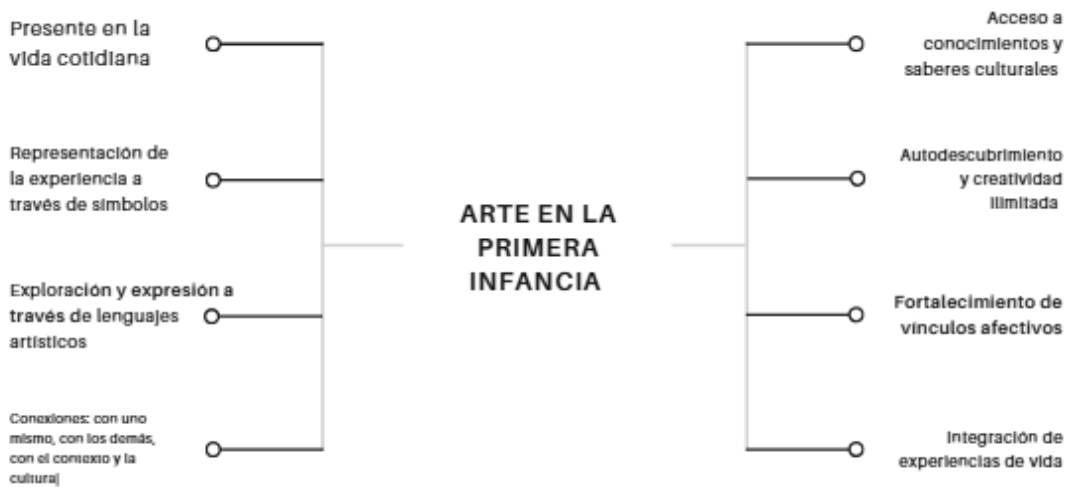 Presente en la
vida cotidiana
Representación de
la experiencia a
través de símbolos
Exploración y expresión a
través de lenguajes
artísticos
Conexiones: con uno
mismo, con los demás,
con el contexto y la
cultura|
ARTE EN LA
PRIMERA
INFANCIA
Acceso a
conocimientos y
saberes culturales
Autodescubrimiento
y creatividad
ilimitada
Fortalecimiento de
vínculos afectivos
Integración de
experiencias de vida